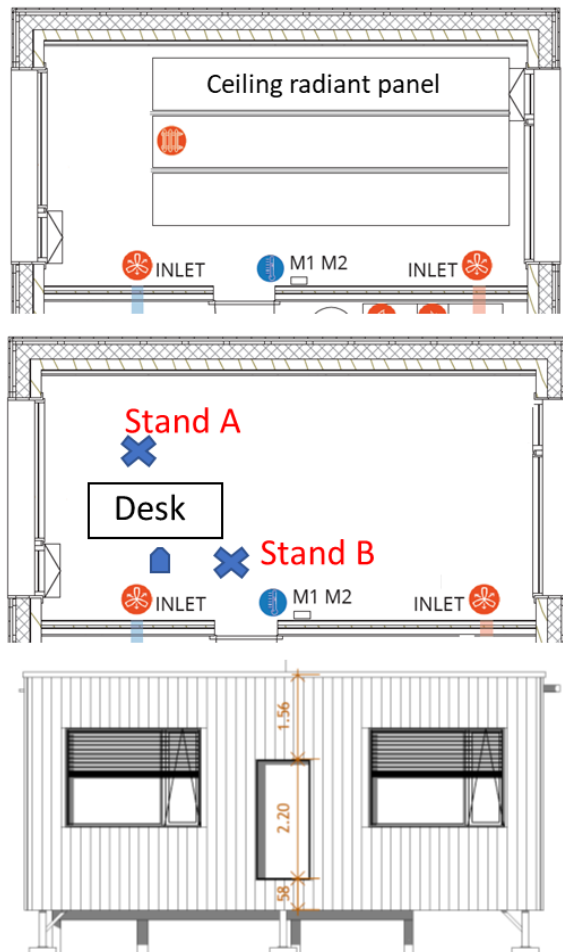 Ceiling radiant panel
INLET
M1 M2
INLET
Stand A
Desk
Stand B
INLET
M1 M2
INLET
1.56
2.20
58